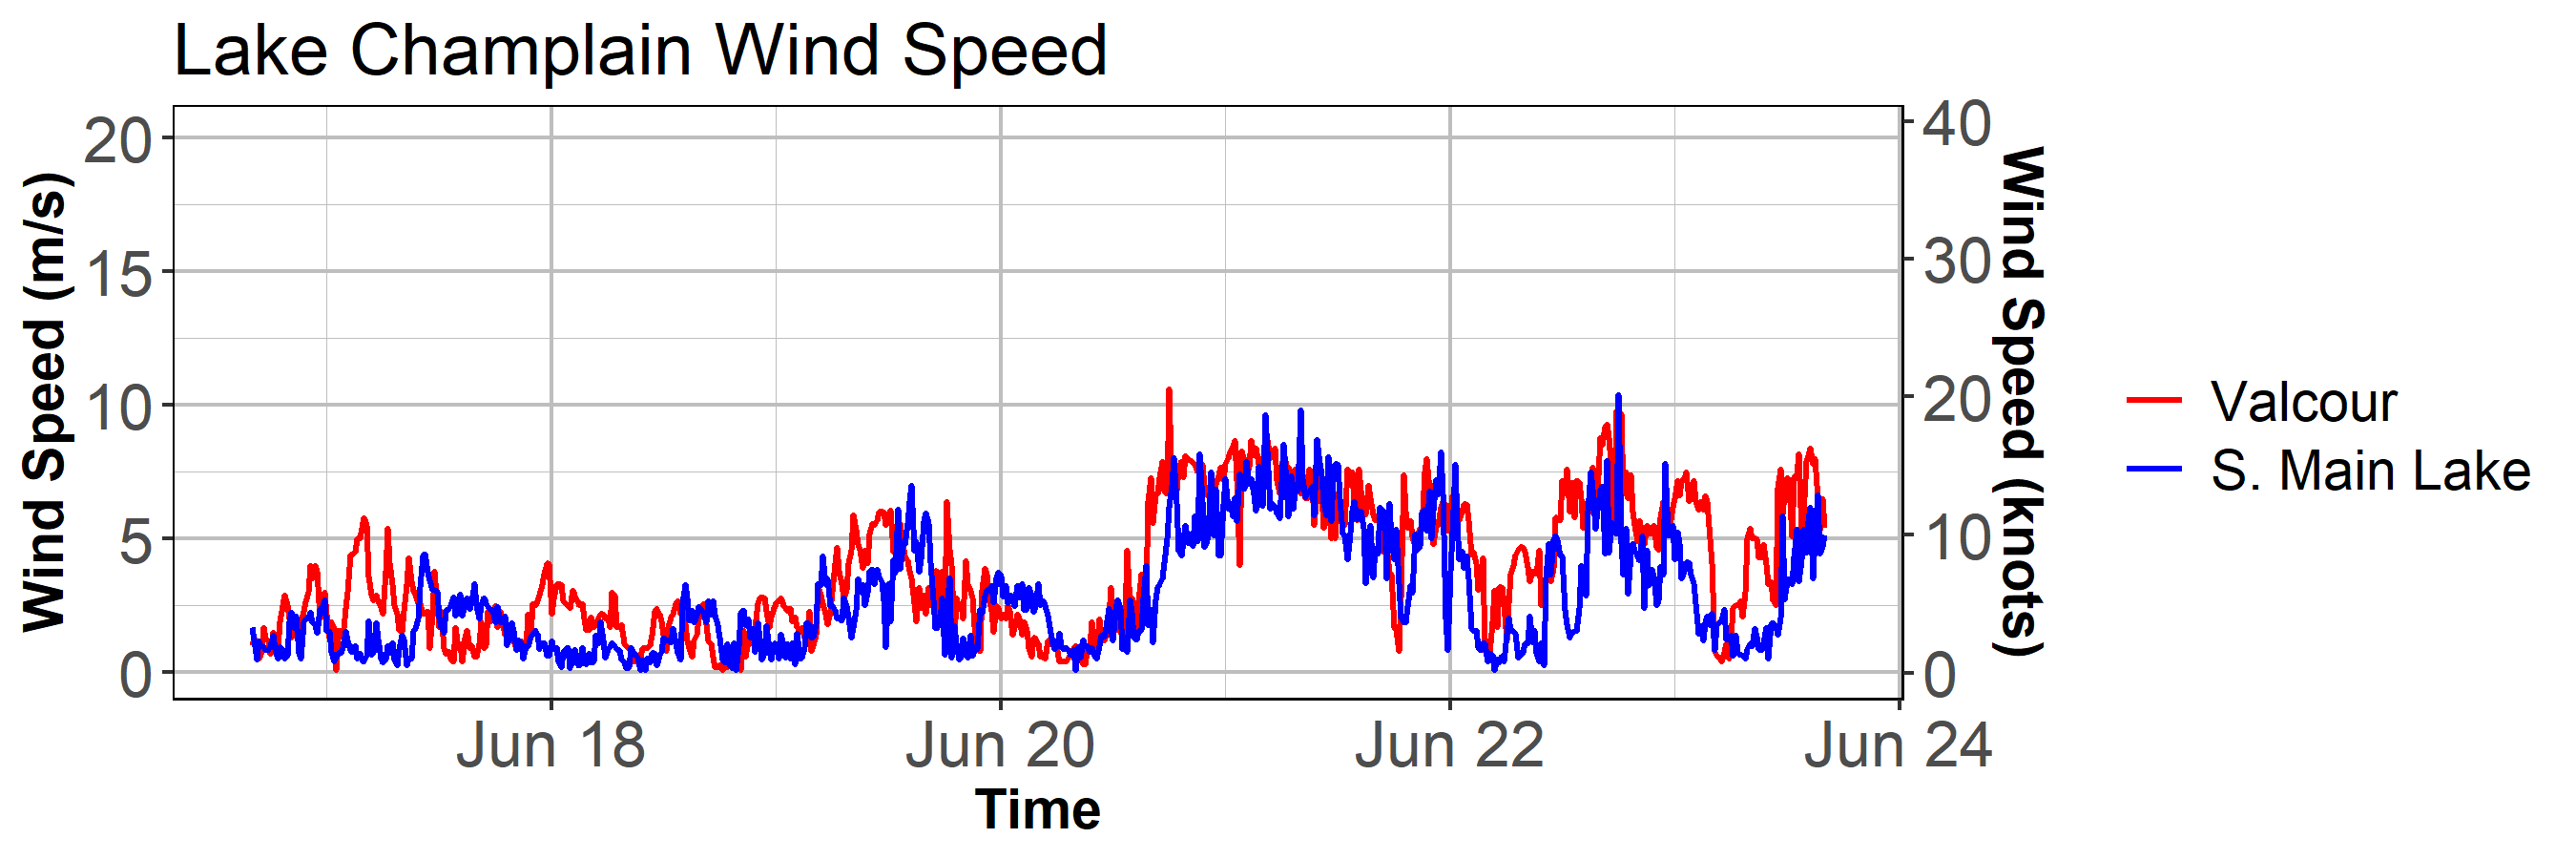 Lake Champlain Wind Speed
Wind Speed (m/s)
20
15
10
5
0
40
30
20
10
0
Wind Speed (knots)
Jun 18
Jun 20
Jun 22
Jun 24
Time
Valcour
S. Main Lake